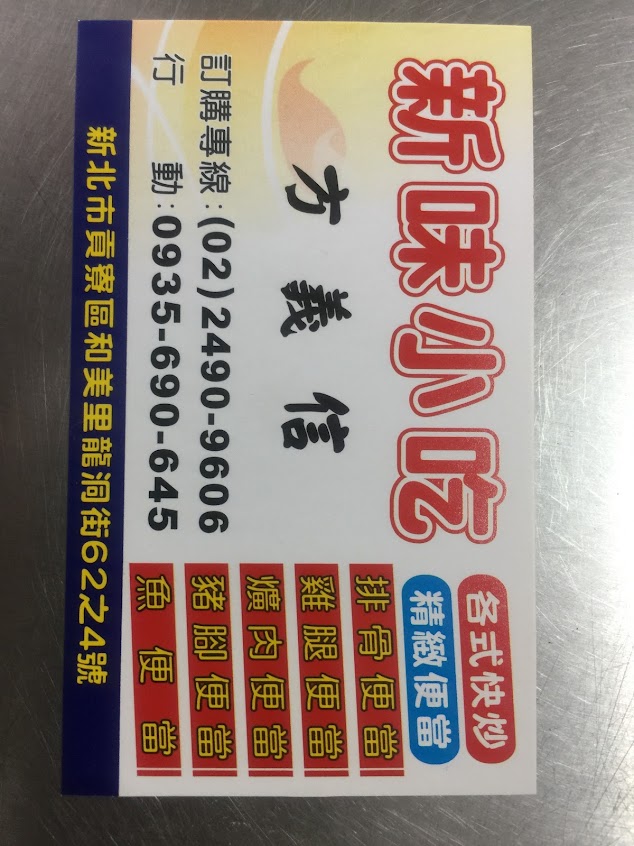 新味小吃
各式快炒
精緻便當
方義信
排骨便當
雞腿便當
爌肉便當
豬腳便當
魚便當
訂購專線:(02)2490-9606
行動:0935-690-645
新北市貢寮區和美里龍洞街62之4號